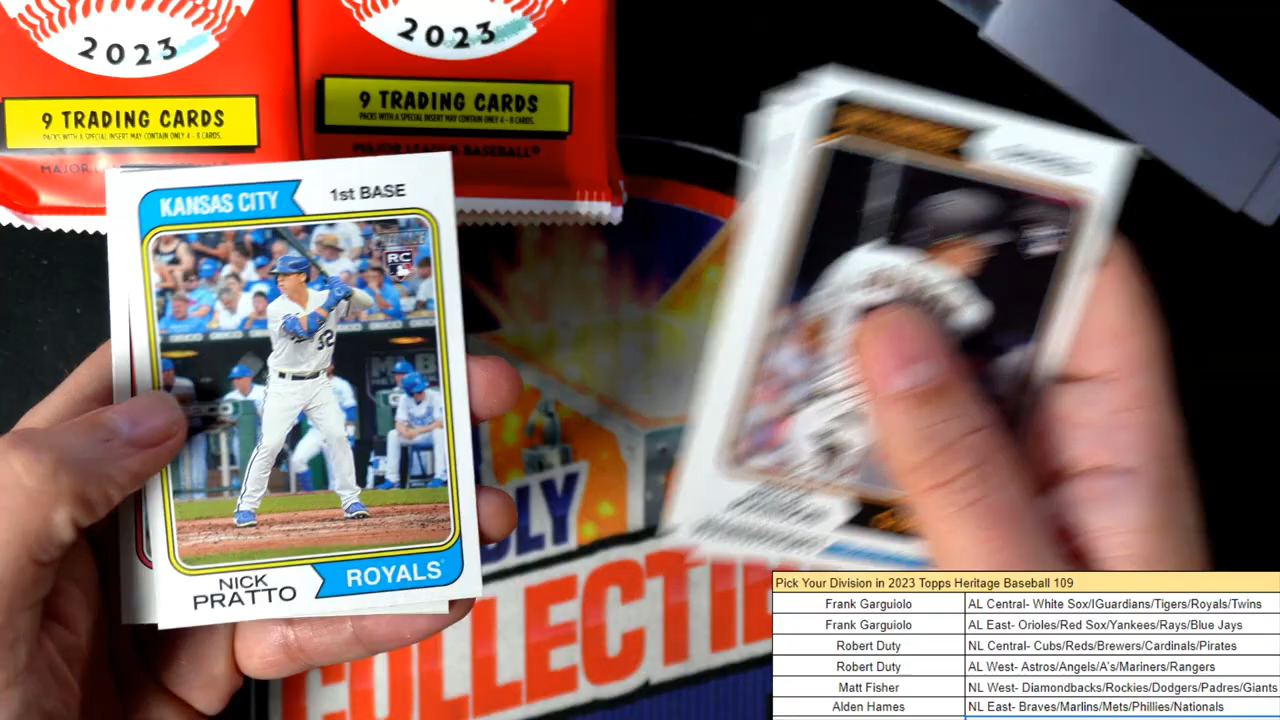 2023
2023
9 TRADING CARDS
PACKS WITH A SPECIAL INSERT MAY CONTAIN ONLY 4 - 8 CARDS.
9 TRADING CARDS
PACKS WITH A SPECIAL INSERT MAY CONTAIN ONLY 4 - 8 CARDS.
MAJOR LEAGUE BASEBALL
KANSAS CITY
1st BASE
RC
32
NICK
PRATTO
ROYALS
COLLECTIB
Pick Your Division in 2023 Topps Heritage Baseball 109
Frank Garguiolo AL Central- White Sox/IGuardians/Tigers/Royals/Twins
Frank Garguiolo AL East- Orioles/Red Sox/Yankees/Rays/Blue Jays
Robert Duty NL Central- Cubs/Reds/Brewers/Cardinals/Pirates
Robert Duty AL West- Astros/Angels/A's/Mariners/Rangers
Matt Fisher NL West- Diamondbacks/Rockies/Dodgers/Padres/Giants
Alden Hames NL East- Braves/Marlins/Mets/Phillies/Nationals